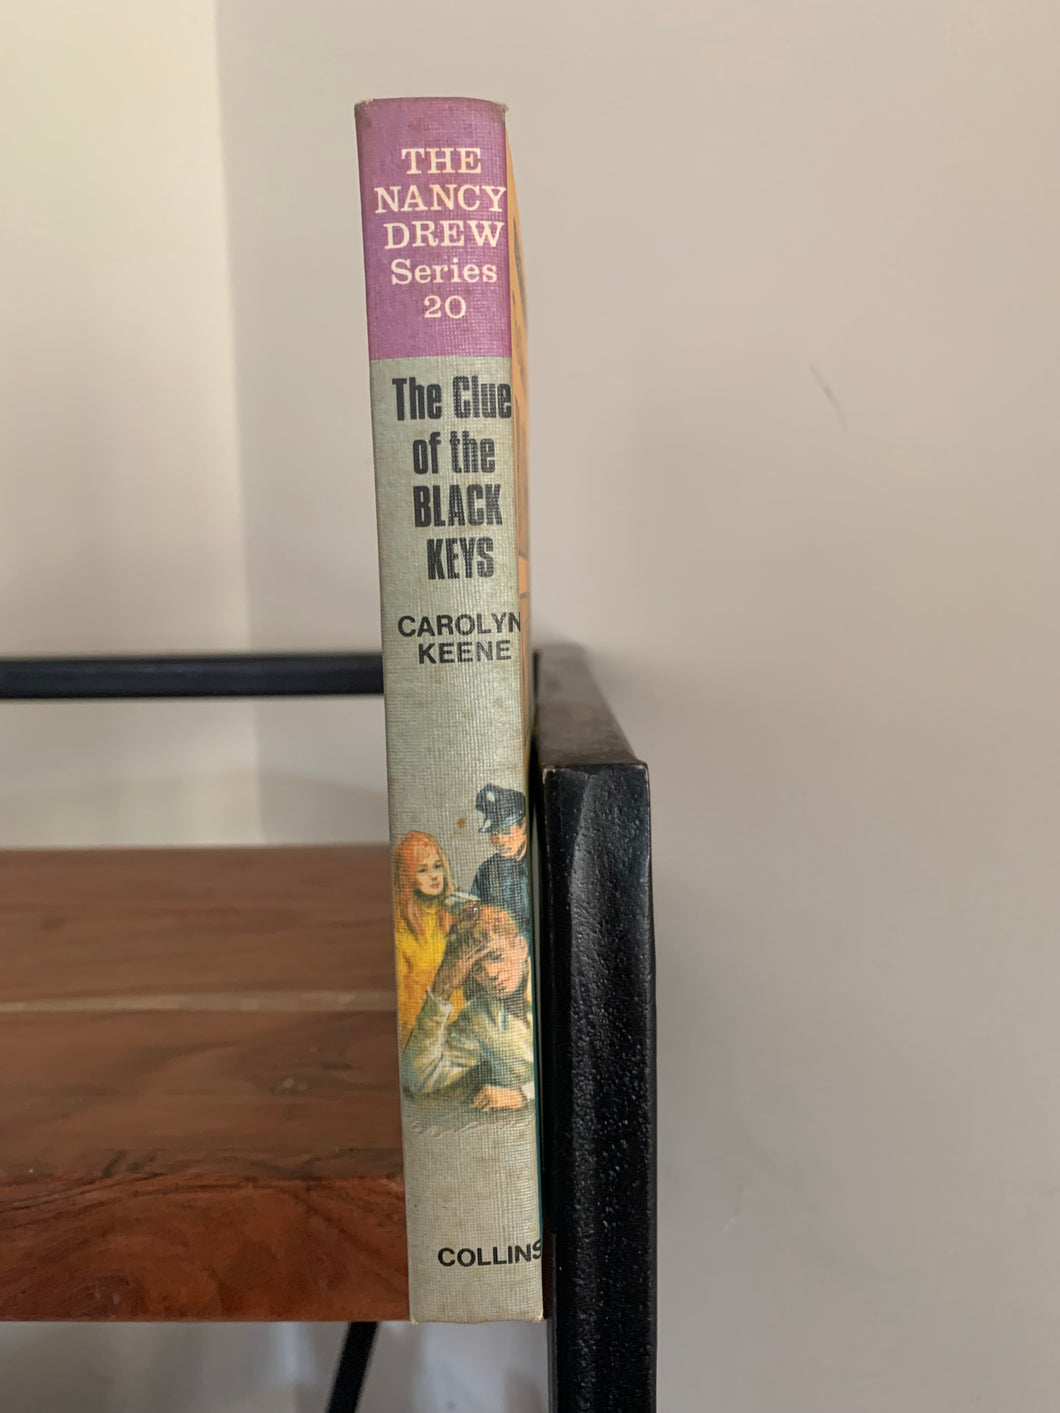 THE
NANCY
DREW
Series
20
The Clue
of the
BLACK
KEYS
CAROLYN
KEENE
COLLINS